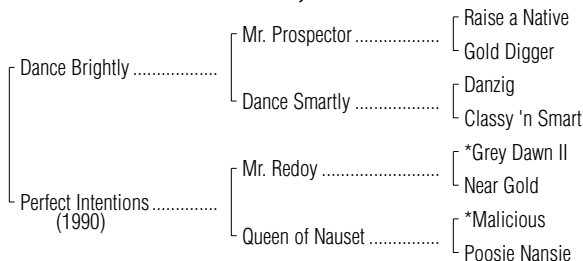 Raise a Native
Mr. Prospector ....................
Gold Digger
Dance Brightly ..................
Danzig
Dance Smartly ....................
Classy 'n Smart
*Grey Dawn II
Mr. Redoy .........................
Near Gold
Perfect Intentions ..............
(1990)
*Malicious
Queen of Nauset ...............
Poosie Nansie